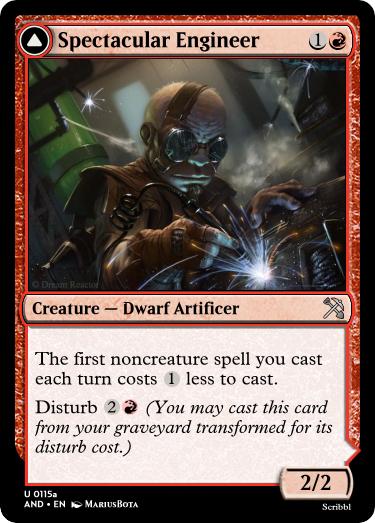 Spectacular Engineer 1
© Dream Reactor
Creature — Dwarf Artificer
The first noncreature spell you cast
each turn costs 1 less to cast.
Disturb 2 (You may cast this card
from your graveyard transformed for its
disturb cost.)
2/2
U 0115a
AND • EN MariusBota
Scribbl